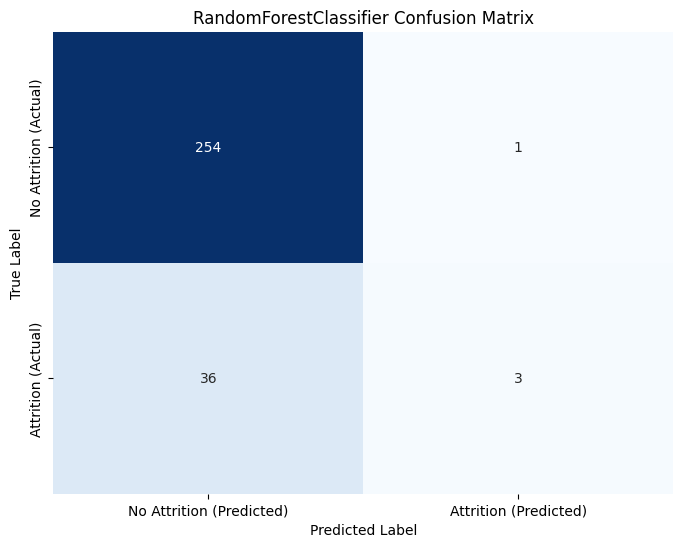 RandomForestClassifier Confusion Matrix
True Label
No Attrition (Actual)
254
1
Attrition (Actual)
36
3
No Attrition (Predicted)
Attrition (Predicted)
Predicted Label